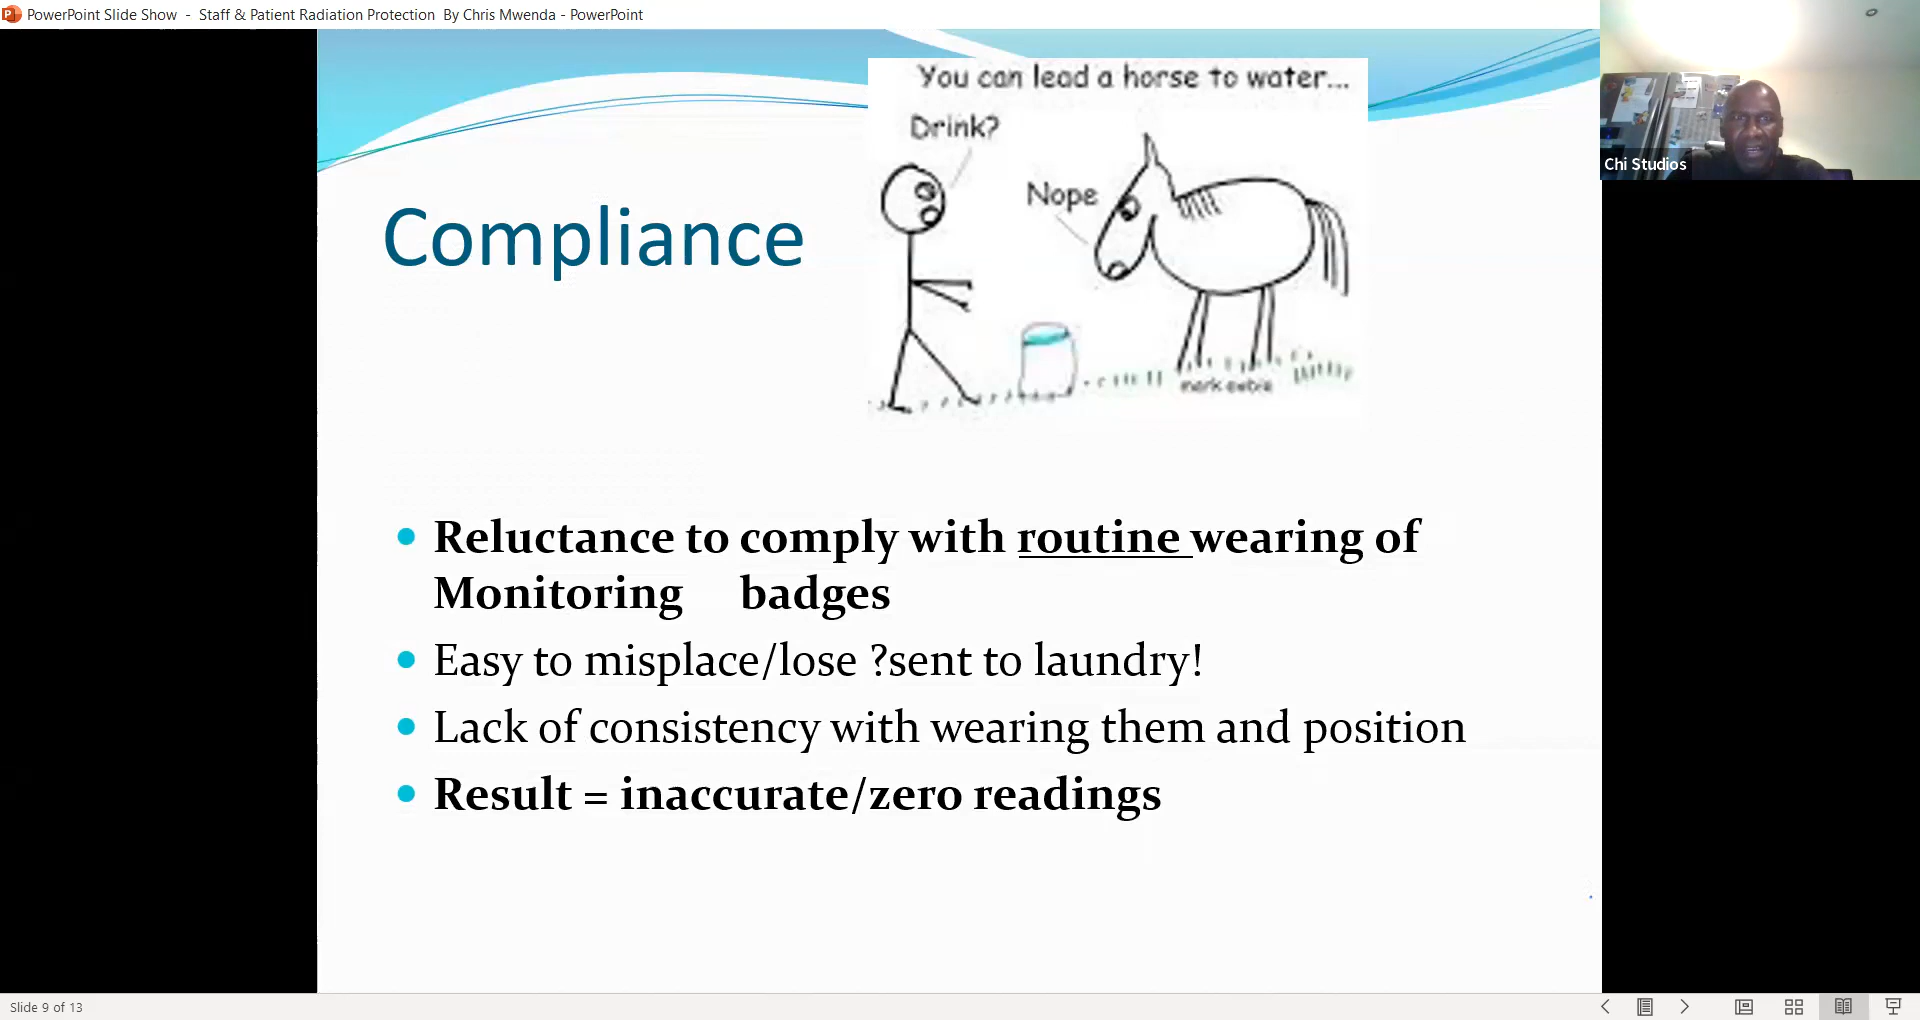 PowerPoint Slide Show - Staff & Patient Radiation Protection By Chris Mwenda - PowerPoint
Chi Studios
You can lead a horse to water...
Drink?
Nope
Compliance
Reluctance to comply with routine wearing of
Monitoring badges
Easy to misplace/lose ?sent to laundry!
Lack of consistency with wearing them and position
Result = inaccurate/zero readings
Slide 9 of 13